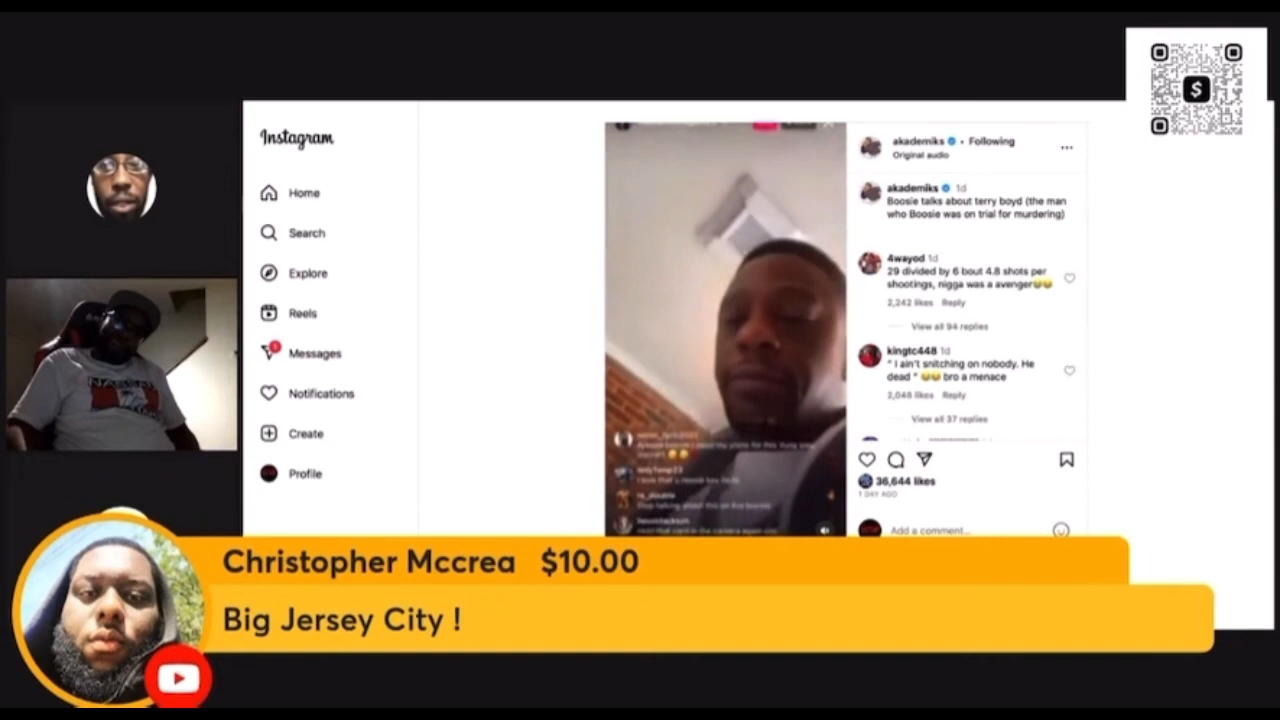 Instagram
Home
Search
Explore
Reels
1
Messages
Notifications
Create
Profile
akademiks • Following
Original audio
akademiks 1d
Boosie talks about terry boyd (the man
who Boosie was on trial for murdering)
4wayod 1d
29 divided by 6 bout 4.8 shots per
shootings, nigga was a avenger😂😂
2,242 likes Reply
View all 94 replies
kingtc448 1d
" I ain't snitching on nobody. He
dead " 😂😂 bro a menace
2,048 likes Reply
View all 37 replies
36,644 likes
1 DAY AGO
Add a comment...
$
Christopher Mccrea $10.00
Big Jersey City !